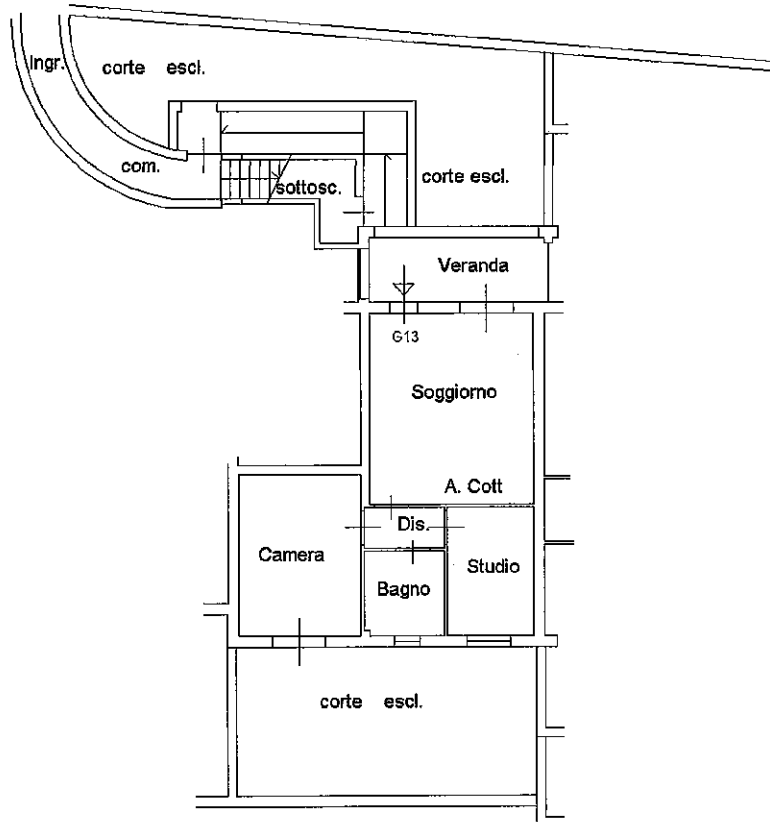 Ingr.
corte escl.
com.
sottosc.
corte escl.
Veranda
G13
Soggiorno
A. Cott
Dis.
Camera
Studio
Bagno
corte escl.